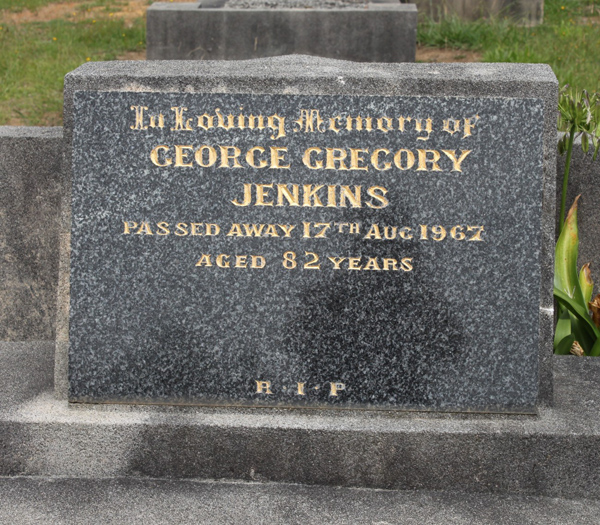 In Loving Memory of
GEORGE GREGORY
JENKINS
PASSED AWAY 17TH AUG 1967
AGED 82 YEARS
R·I·P